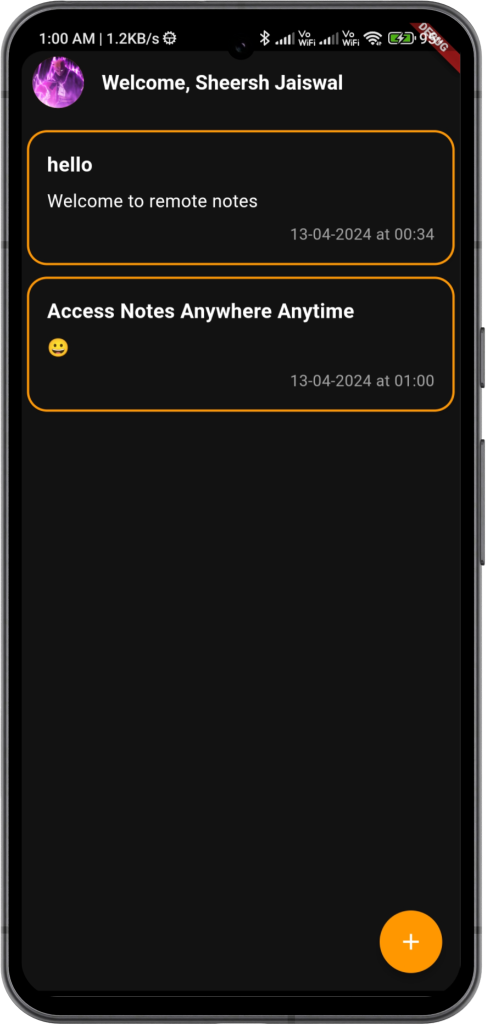 1:00 AM | 1.2KB/s
Vo
WiFi
Vo
WiFi
DEBUG
Welcome, Sheersh Jaiswal
hello
Welcome to remote notes
13-04-2024 at 00:34
Access Notes Anywhere Anytime
😀
13-04-2024 at 01:00
+